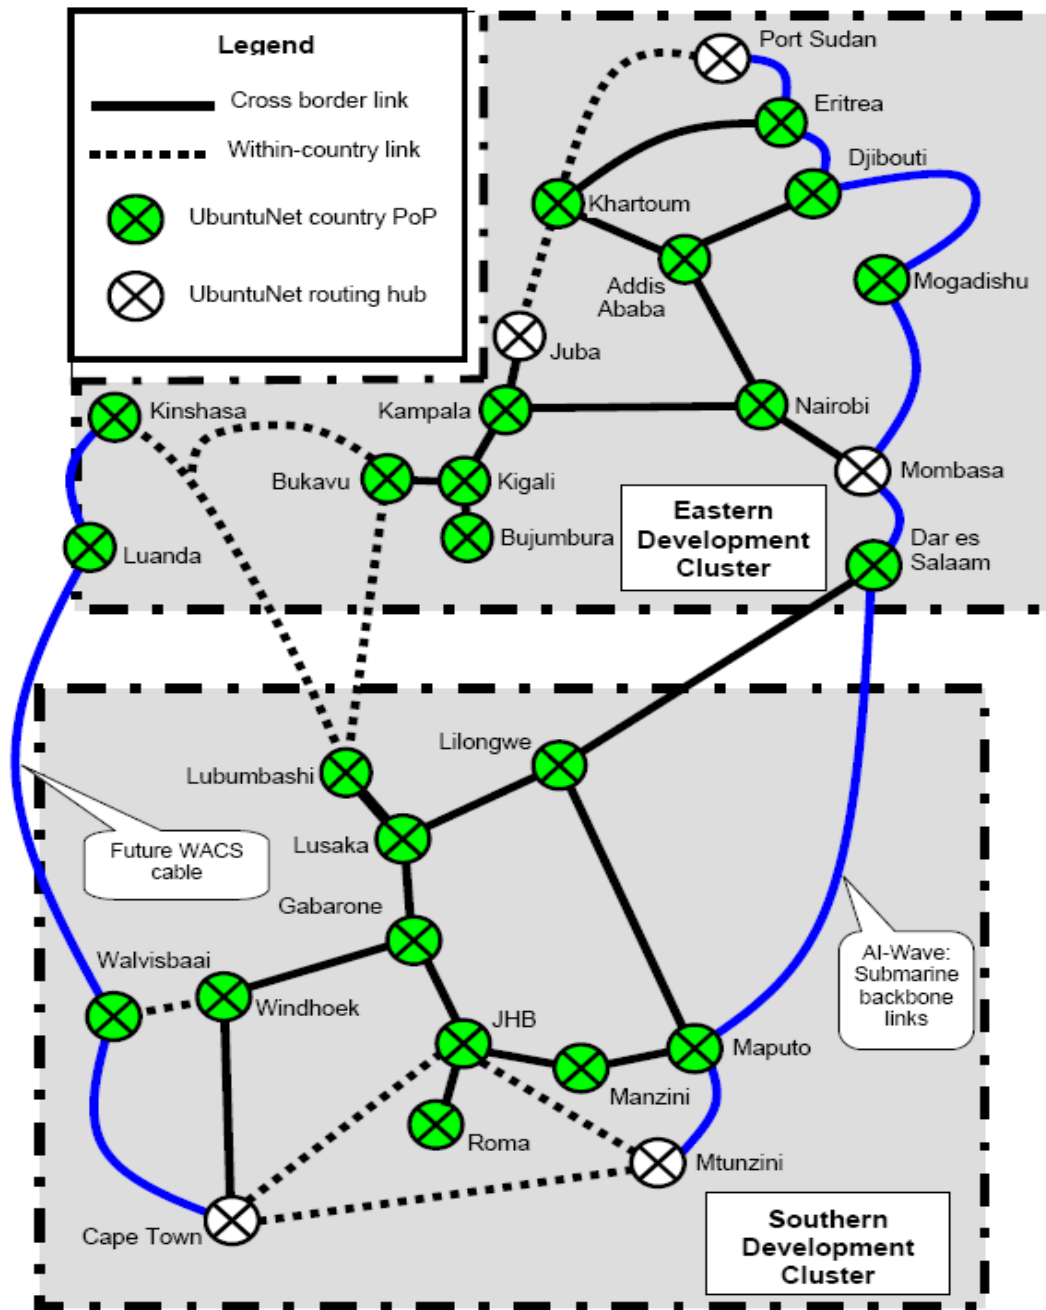 Legend
Cross border link
Within-country link
UbuntuNet country PoP
UbuntuNet routing hub
Port Sudan
Eritrea
Djibouti
Khartoum
Addis
Ababa
Mogadishu
Juba
Kinshasa
Kampala
Nairobi
Bukavu
Kigali
Mombasa
Luanda
Bujumbura
Eastern
Development
Cluster
Dar es
Salaam
Lilongwe
Lubumbashi
Lusaka
Future WACS
cable
Gabarone
Walvisbaai
Windhoek
AI-Wave:
Submarine
backbone
links
JHB
Maputo
Manzini
Roma
Mtunzini
Cape Town
Southern
Development
Cluster